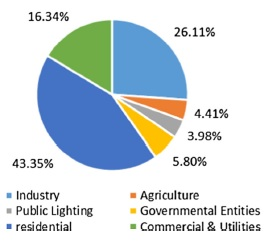 16.34%
26.11%
4.41%
3.98%
5.80%
43.35%
Industry
Agriculture
Public Lighting
Governmental Entities
residential
Commercial & Utilities